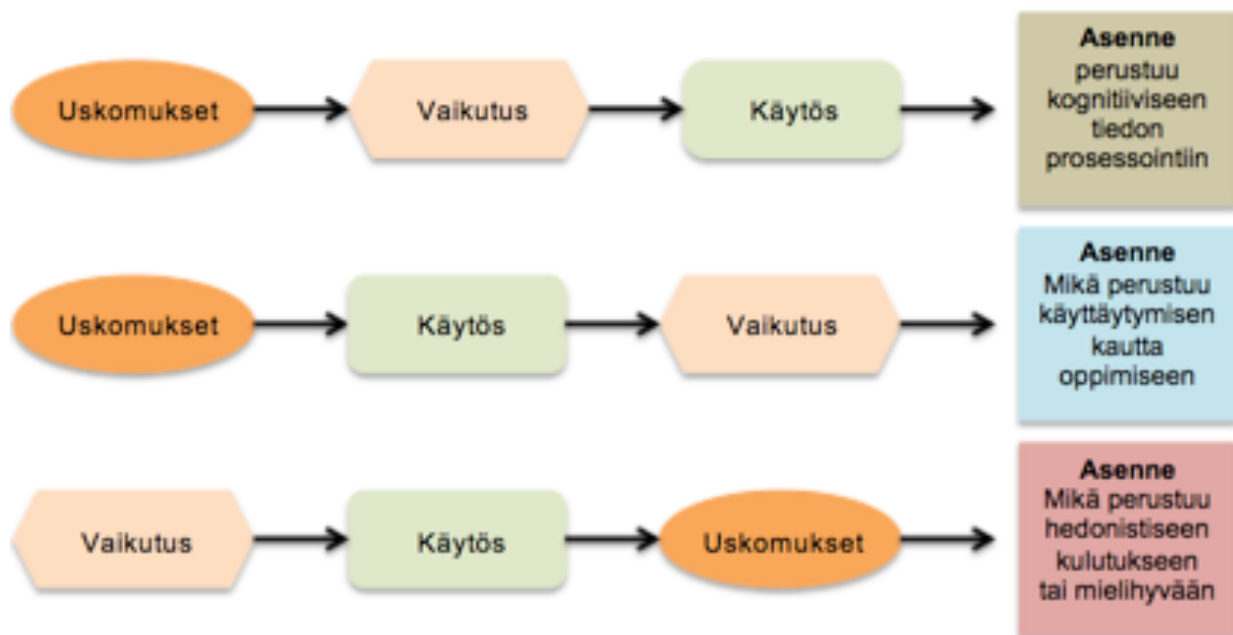 Uskomukset
Vaikutus
Käytös
Asenne
perustuu
kognitiiviseen
tiedon
prosessointiin
Uskomukset
Käytös
Vaikutus
Asenne
Mikä perustuu
käyttäytymisen
kautta
oppimiseen
Vaikutus
Käytös
Uskomukset
Asenne
Mikä perustuu
hedonistiseen
kulutukseen
tai mielihyvään